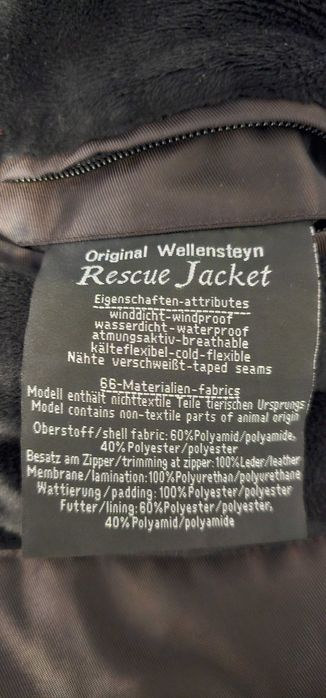 Original Wellensteyn
Rescue Jacket
Eigenschaften-attributes
winddicht-windproof
wasserdicht-waterproof
atmungsaktiv-breathable
kälteflexibel-cold-flexible
Nähte verschweißt-taped seams
66-Materialien-fabrics
Modell enthält nichttextile Teile tierischen Ursprungs
Model contains non-textile parts of animal origin
Oberstoff/shell fabric: 60%Polyamid/polyamide,
40%Polyester/polyester
Besatz am Zipper/trimming at zipper:100%Leder/leather
Membrane/lamination:100%Polyurethan/polyurethane
Wattierung/padding: 100%Polyester/polyester
Futter/lining: 60%Polyester/polyester,
40%Polyamid/polyamide